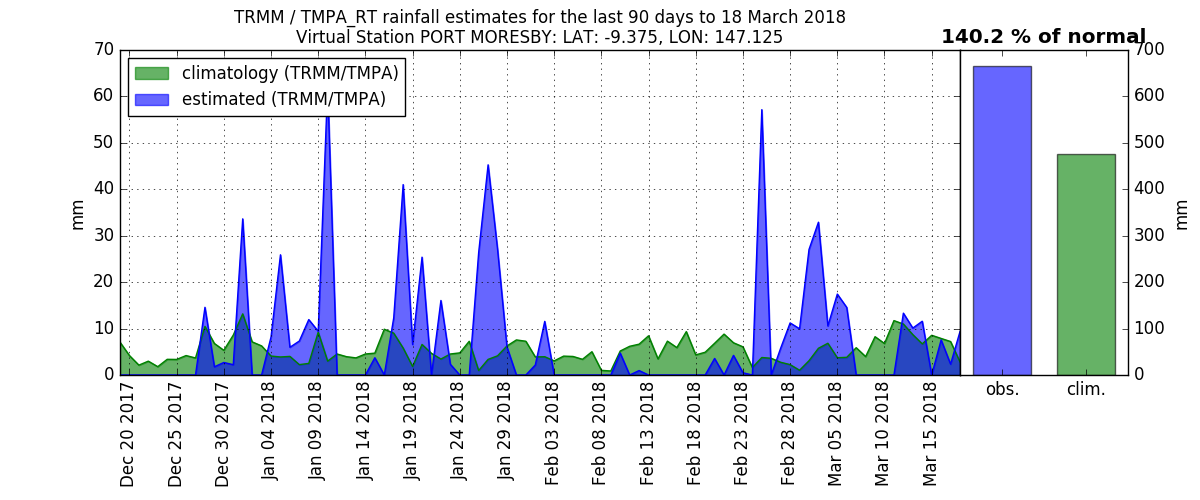 TRMM / TMPA_RT rainfall estimates for the last 90 days to 18 March 2018
Virtual Station PORT MORESBY: LAT: -9.375, LON: 147.125
140.2 % of normal
climatology (TRMM/TMPA)
estimated (TRMM/TMPA)
70
60
50
40
30
20
10
0
mm
700
600
500
400
300
200
100
0
mm
obs.
clim.
Dec 20 2017
Dec 25 2017
Dec 30 2017
Jan 04 2018
Jan 09 2018
Jan 14 2018
Jan 19 2018
Jan 24 2018
Jan 29 2018
Feb 03 2018
Feb 08 2018
Feb 13 2018
Feb 18 2018
Feb 23 2018
Feb 28 2018
Mar 05 2018
Mar 10 2018
Mar 15 2018